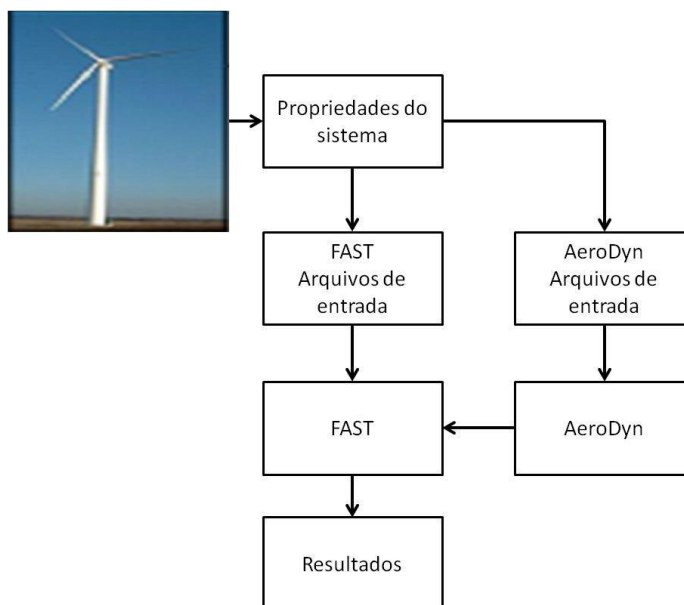 Propriedades do
sistema
FAST
Arquivos de
entrada
AeroDyn
Arquivos de
entrada
FAST
AeroDyn
Resultados